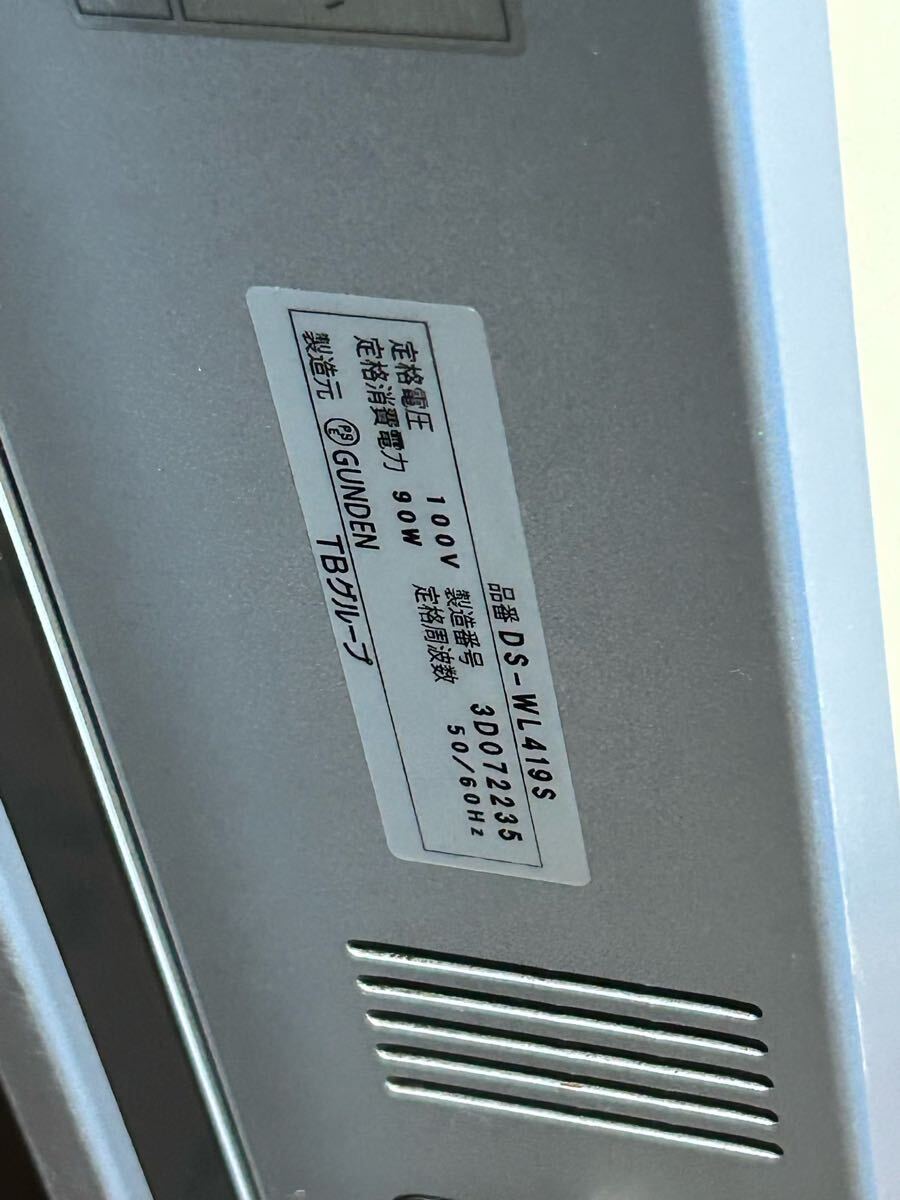 品番 DS-WL419S
製造番号 3D072235
定格電圧 100V 定格周波数 50/60Hz
定格消費電力 90W
製造元 PSE GUNDEN
TBグループ